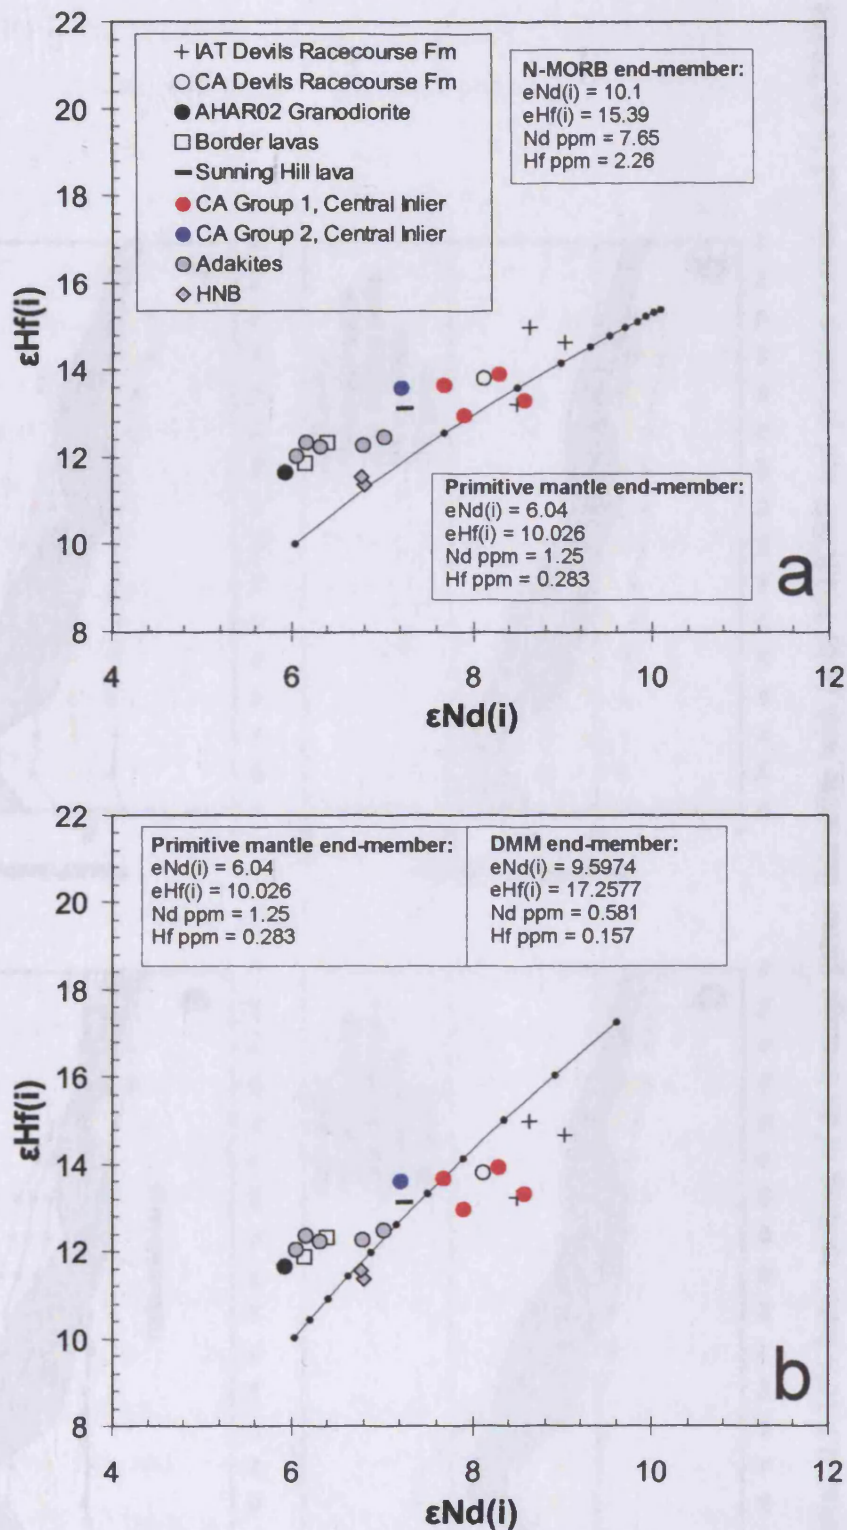 22
20
18
16
14
12
10
8
εHf(i)
IAT Devils Racecourse Fm
CA Devils Racecourse Fm
AHAR02 Granodiorite
Border lavas
Sunning Hill lava
CA Group 1, Central Inlier
CA Group 2, Central Inlier
Adakites
HNB
N-MORB end-member:
eNd(i) = 10.1
eHf(i) = 15.39
Nd ppm = 7.65
Hf ppm = 2.26
Primitive mantle end-member:
eNd(i) = 6.04
eHf(i) = 10.026
Nd ppm = 1.25
Hf ppm = 0.283
a
4 6 8 10 12
εNd(i)
22
20
18
16
14
12
10
8
εHf(i)
Primitive mantle end-member:
eNd(i) = 6.04
eHf(i) = 10.026
Nd ppm = 1.25
Hf ppm = 0.283
DMM end-member:
eNd(i) = 9.5974
eHf(i) = 17.2577
Nd ppm = 0.581
Hf ppm = 0.157
b
4 6 8 10 12
εNd(i)